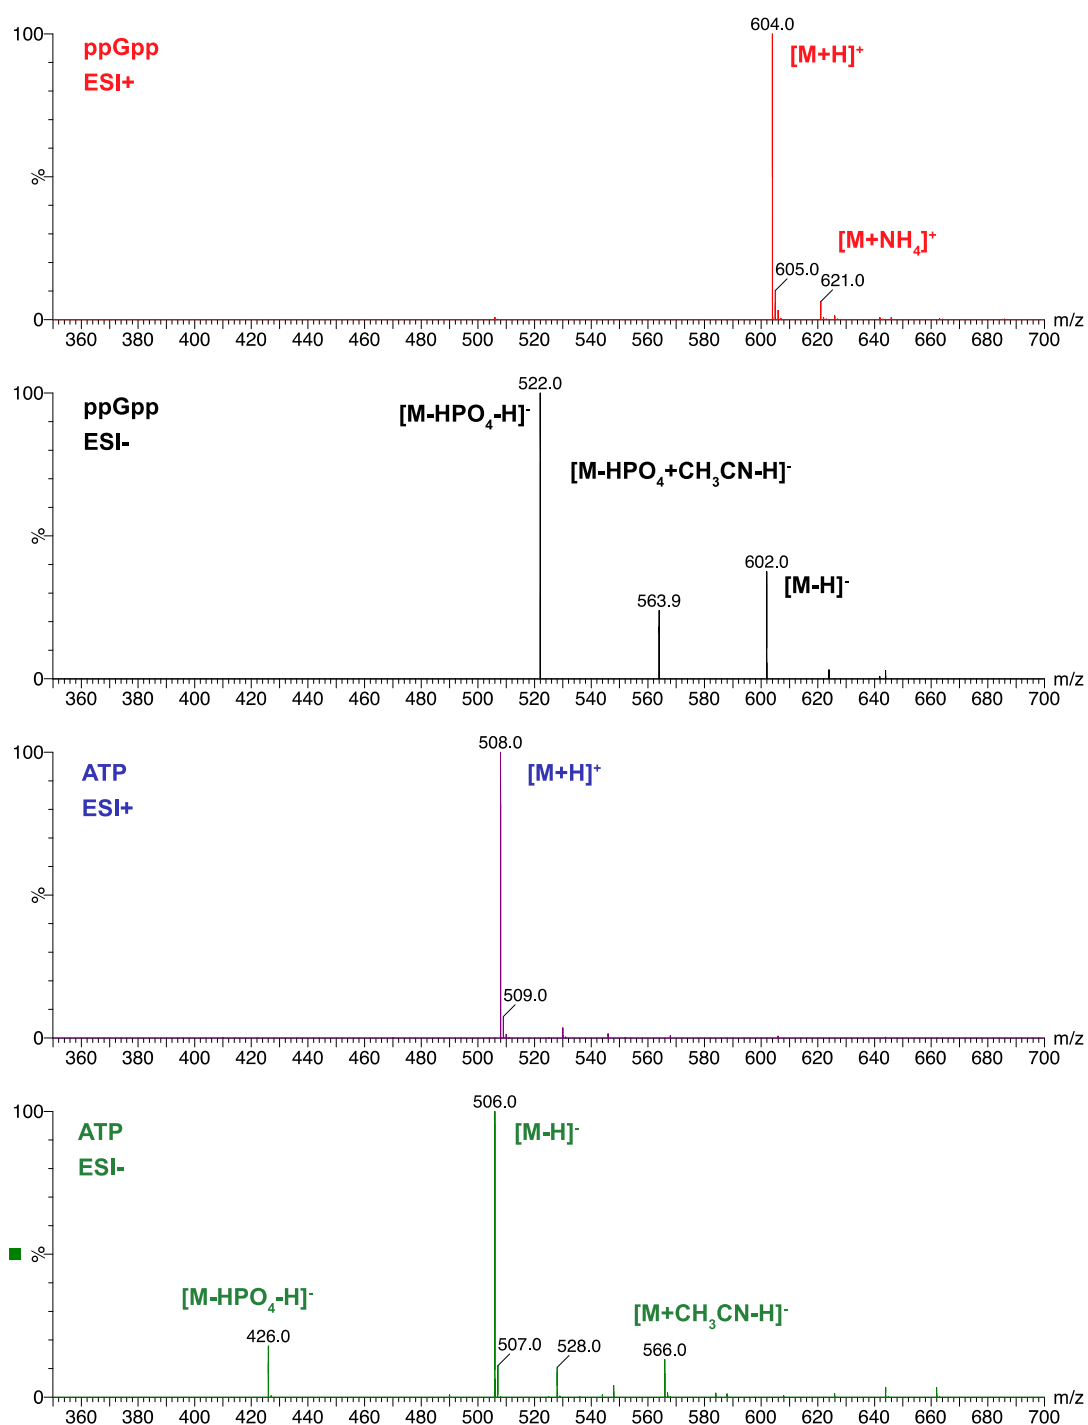 100
ppGpp
ESI+
604.0
[M+H]⁺
[M+NH₄]⁺
605.0
621.0
%
0
360 380 400 420 440 460 480 500 520 540 560 580 600 620 640 660 680 700 m/z
100
ppGpp
ESI-
522.0
[M-HPO₄-H]⁻
[M-HPO₄+CH₃CN-H]⁻
602.0
[M-H]⁻
563.9
%
0
360 380 400 420 440 460 480 500 520 540 560 580 600 620 640 660 680 700 m/z
100
ATP
ESI+
508.0
[M+H]⁺
509.0
%
0
360 380 400 420 440 460 480 500 520 540 560 580 600 620 640 660 680 700 m/z
100
ATP
ESI-
506.0
[M-H]⁻
%
[M-HPO₄-H]⁻
[M+CH₃CN-H]⁻
426.0
507.0
528.0
566.0
0
360 380 400 420 440 460 480 500 520 540 560 580 600 620 640 660 680 700 m/z